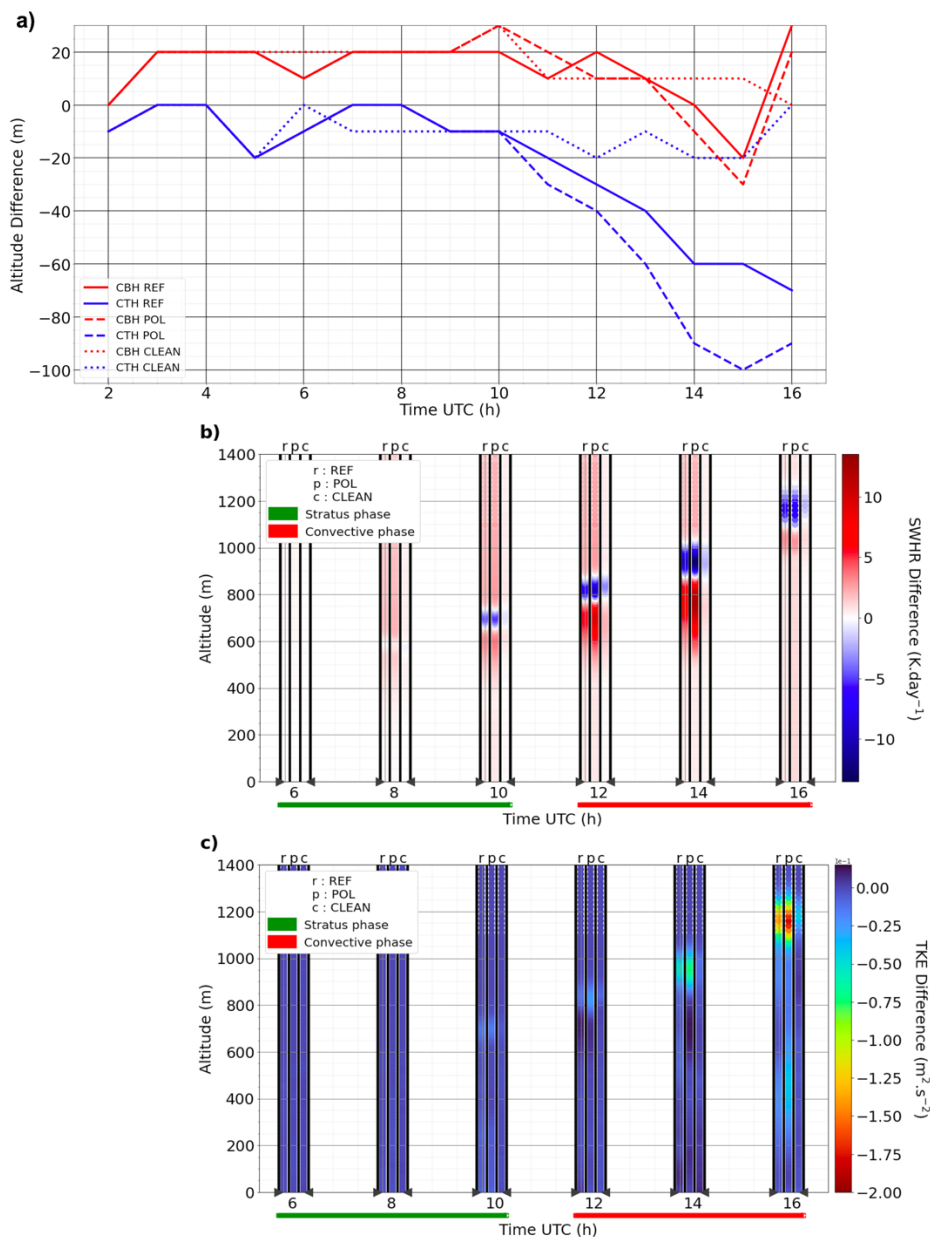 a)
20
0
−20
−40
−60
−80
−100
Altitude Difference (m)
CBH REF
CTH REF
CBH POL
CTH POL
CBH CLEAN
CTH CLEAN
2 4 6 8 10 12 14 16
Time UTC (h)
b)
r p c r p c r p c r p c r p c r p c
1400
1200
1000
800
600
400
200
0
Altitude (m)
r : REF
p : POL
c : CLEAN
Stratus phase
Convective phase
6 8 10 12 14 16
Time UTC (h)
10
5
0
−5
−10
SWHR Difference (K.day⁻¹)
c)
r p c r p c r p c r p c r p c r p c
1400
1200
1000
800
600
400
200
0
Altitude (m)
r : REF
p : POL
c : CLEAN
Stratus phase
Convective phase
6 8 10 12 14 16
Time UTC (h)
1e−1
0.00
−0.25
−0.50
−0.75
−1.00
−1.25
−1.50
−1.75
−2.00
TKE Difference (m².s⁻²)